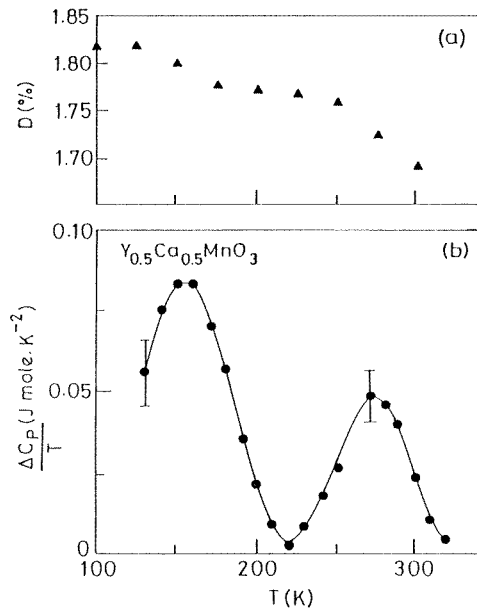 1.85
(a)
1.80
D (%)
1.75
1.70
0.10
Y0.5Ca0.5MnO3
(b)
ΔCp (J mole. K-2)
T
0.05
0
100
200
300
T (K)